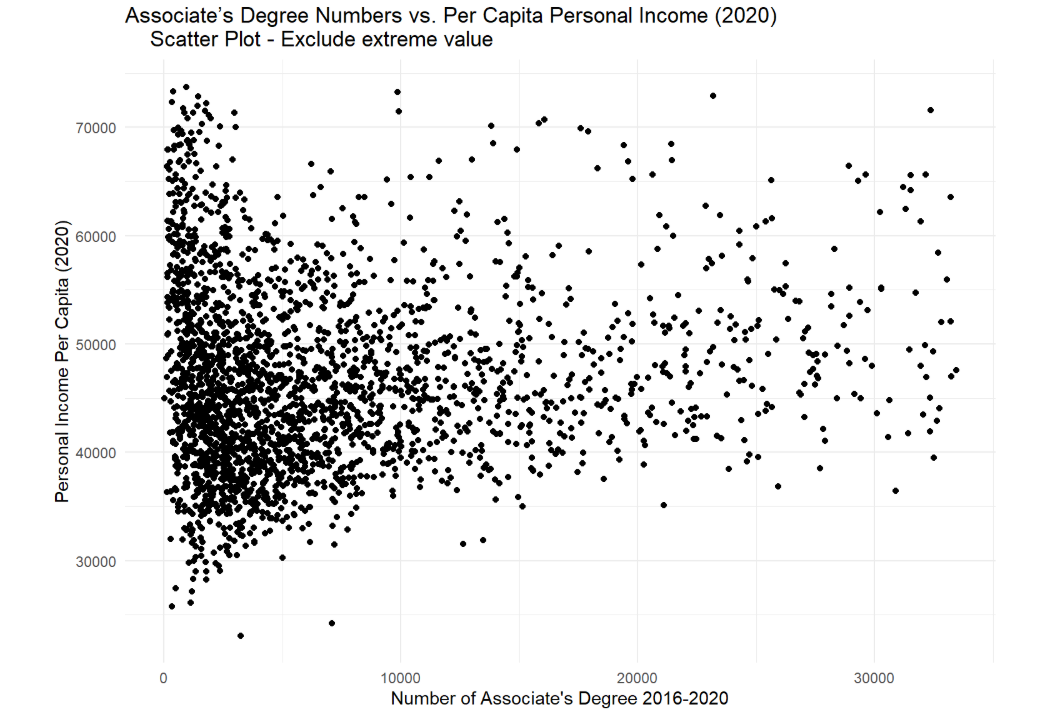 Associate’s Degree Numbers vs. Per Capita Personal Income (2020)
Scatter Plot - Exclude extreme value
Personal Income Per Capita (2020)
70000
60000
50000
40000
30000
0 10000 20000 30000
Number of Associate's Degree 2016-2020